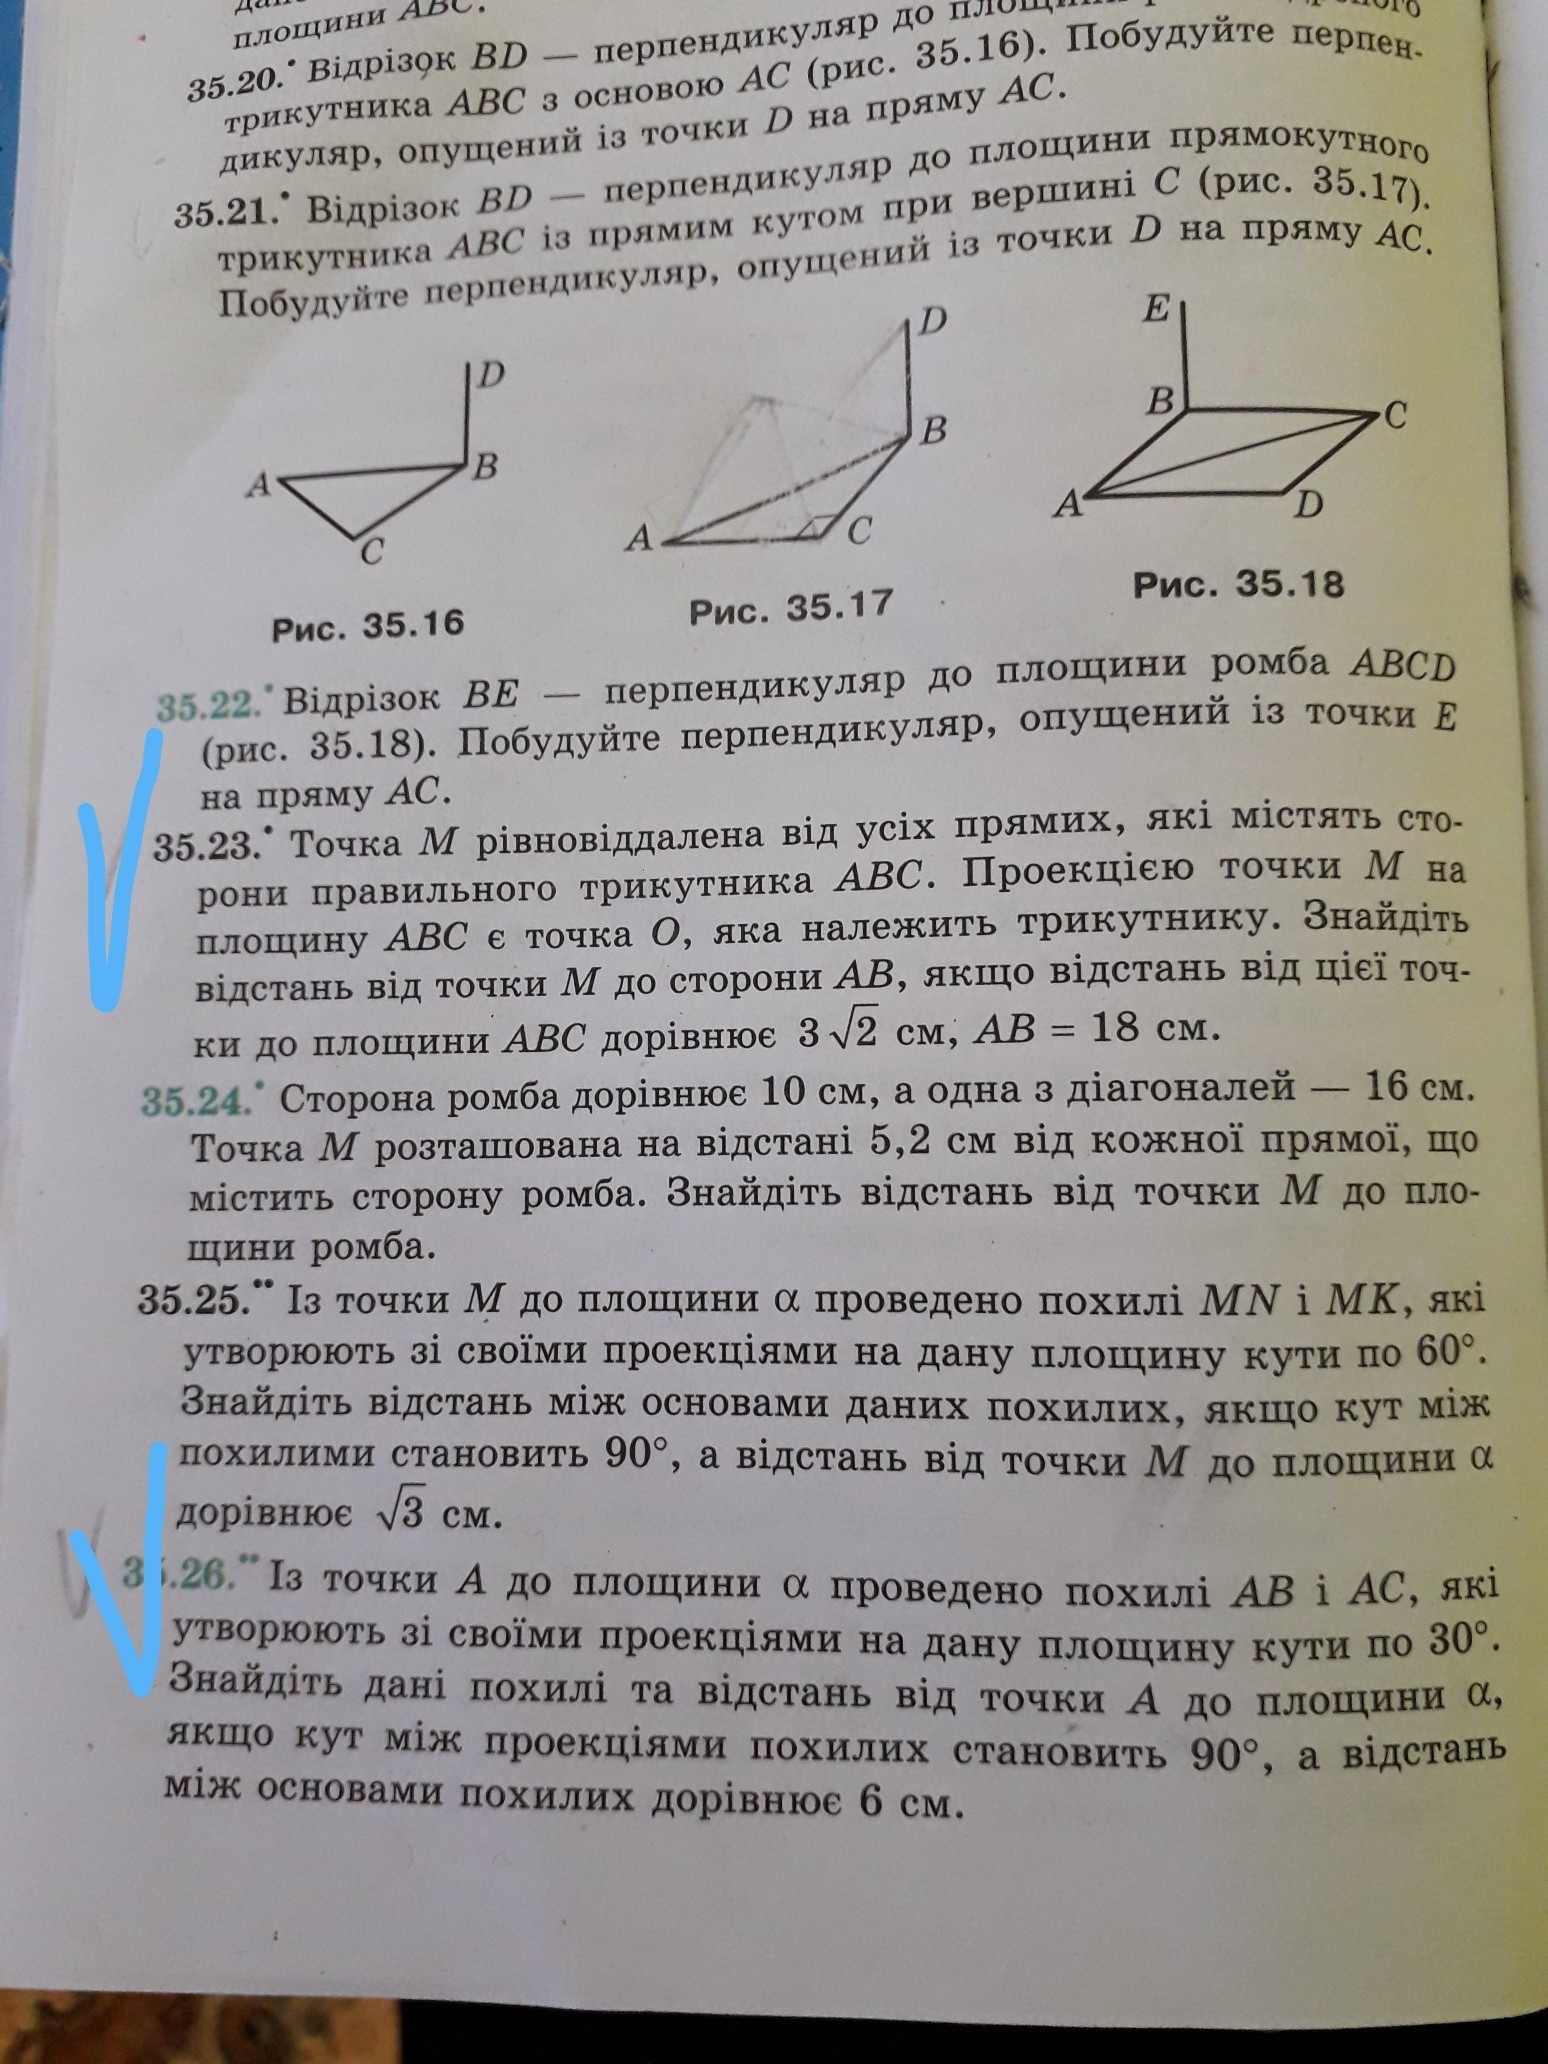 площини ABC.
35.20.• Відрізок BD — перпендикуляр до площини
трикутника ABC з основою AC (рис. 35.16). Побудуйте перпен-
дикуляр, опущений із точки D на пряму AC.
35.21.• Відрізок BD — перпендикуляр до площини прямокутного
трикутника ABC із прямим кутом при вершині C (рис. 35.17).
Побудуйте перпендикуляр, опущений із точки D на пряму AC.
D
B
A
C
Рис. 35.16
D
B
A
C
Рис. 35.17
E
B
C
A
D
Рис. 35.18
35.22.• Відрізок BE — перпендикуляр до площини ромба ABCD
(рис. 35.18). Побудуйте перпендикуляр, опущений із точки E
на пряму AC.
35.23.• Точка M рівновіддалена від усіх прямих, які містять сто-
рони правильного трикутника ABC. Проекцією точки M на
площину ABC є точка O, яка належить трикутнику. Знайдіть
відстань від точки M до сторони AB, якщо відстань від цієї точ-
ки до площини ABC дорівнює 3√2 см, AB = 18 см.
35.24.• Сторона ромба дорівнює 10 см, а одна з діагоналей — 16 см.
Точка M розташована на відстані 5,2 см від кожної прямої, що
містить сторону ромба. Знайдіть відстань від точки M до пло-
щини ромба.
35.25.•• Із точки M до площини α проведено похилі MN і MK, які
утворюють зі своїми проекціями на дану площину кути по 60°.
Знайдіть відстань між основами даних похилих, якщо кут між
похилими становить 90°, а відстань від точки M до площини α
дорівнює √3 см.
35.26.•• Із точки A до площини α проведено похилі AB і AC, які
утворюють зі своїми проекціями на дану площину кути по 30°.
Знайдіть дані похилі та відстань від точки A до площини α,
якщо кут між проекціями похилих становить 90°, а відстань
між основами похилих дорівнює 6 см.